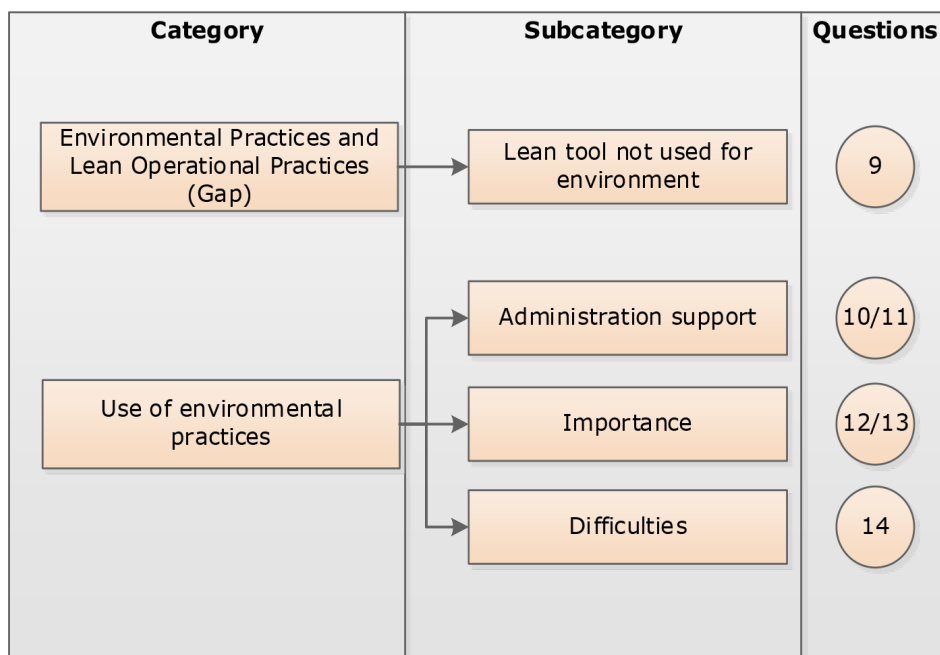 Category
Subcategory
Questions
Environmental Practices and
Lean Operational Practices
(Gap)
Lean tool not used for
environment
9
Use of environmental
practices
Administration support
10/11
Importance
12/13
Difficulties
14